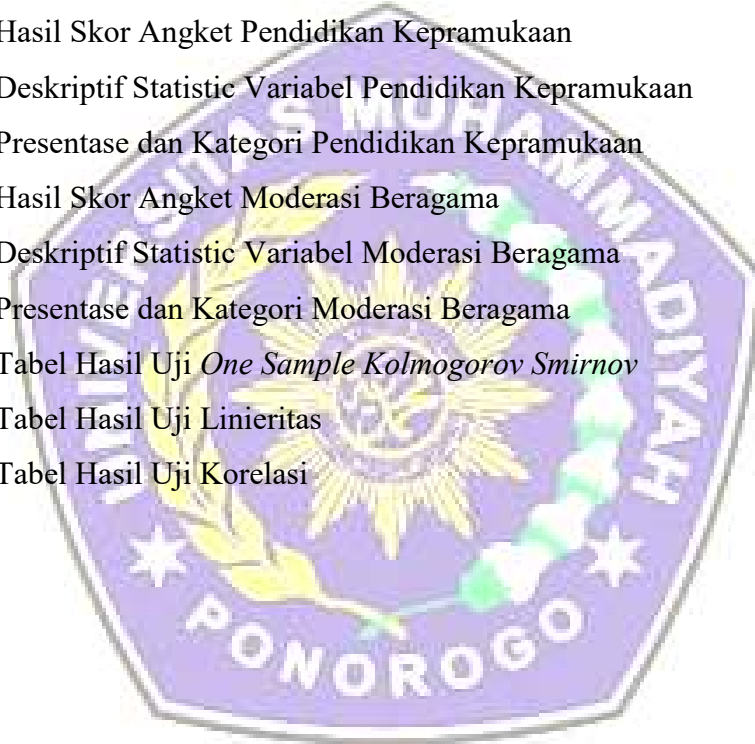 Hasil Skor Angket Pendidikan Kepramukaan
Deskriptif Statistic Variabel Pendidikan Kepramukaan
Presentase dan Kategori Pendidikan Kepramukaan
Hasil Skor Angket Moderasi Beragama
Deskriptif Statistic Variabel Moderasi Beragama
Presentase dan Kategori Moderasi Beragama
Tabel Hasil Uji One Sample Kolmogorov Smirnov
Tabel Hasil Uji Linieritas
Tabel Hasil Uji Korelasi
UNIVERSITAS MUHAMMADIYAH
PONOROGO